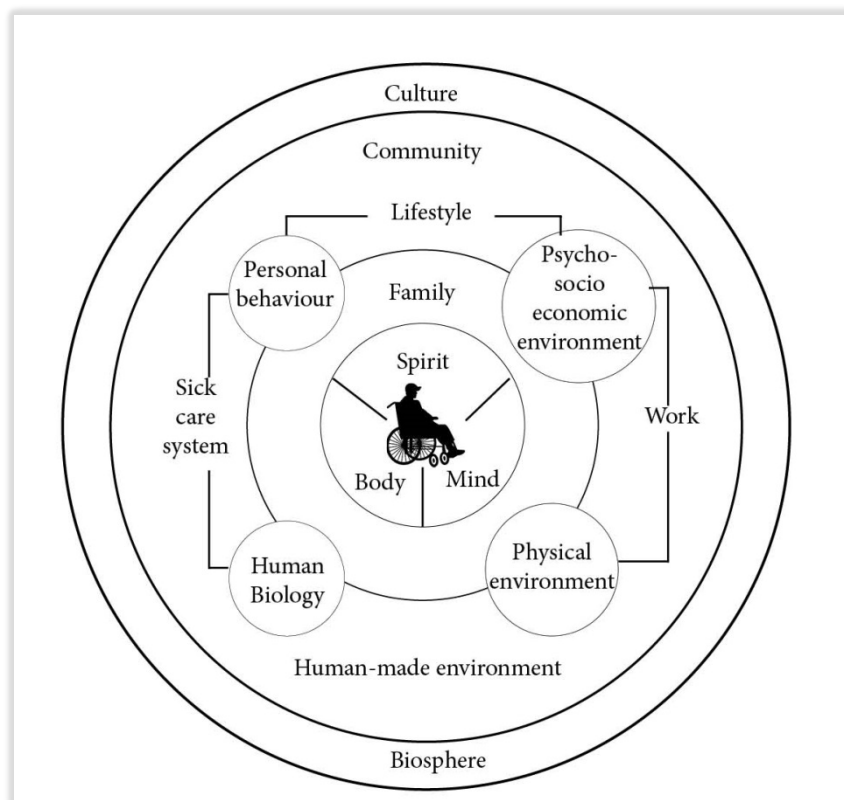 Culture
Community
Lifestyle
Personal
behaviour
Psycho-
socio
economic
environment
Family
Spirit
Sick
care
system
Work
Body
Mind
Human
Biology
Physical
environment
Human-made environment
Biosphere